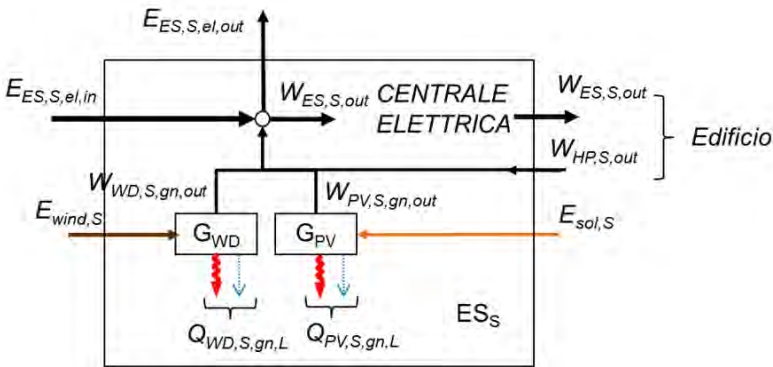 E_ES,S,el,out
E_ES,S,el,in
W_ES,S,out
CENTRALE
ELETTRICA
W_ES,S,out
Edificio
W_HP,S,out
W_WD,S,gn,out
W_PV,S,gn,out
E_wind,S
G_WD
G_PV
E_sol,S
Q_WD,S,gn,L
Q_PV,S,gn,L
ES_S